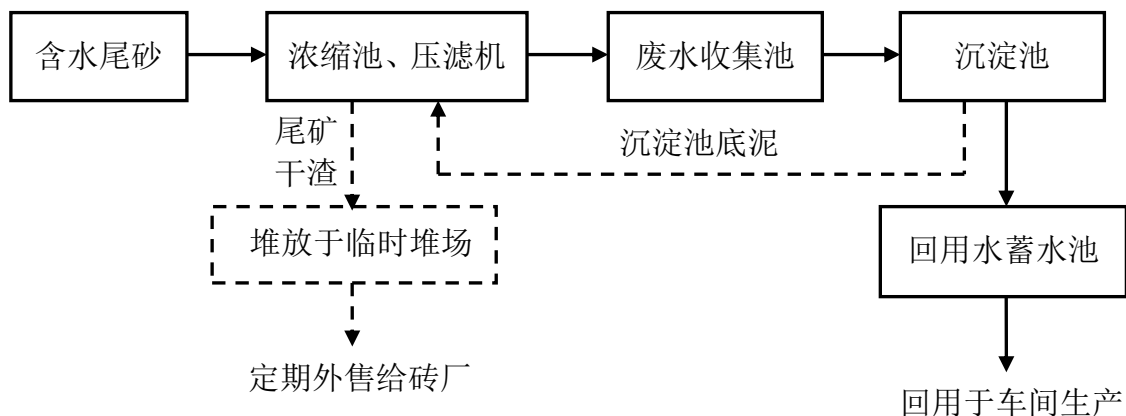 含水尾砂
浓缩池、压滤机
废水收集池
沉淀池
尾矿
干渣
沉淀池底泥
堆放于临时堆场
回用水蓄水池
定期外售给砖厂
回用于车间生产